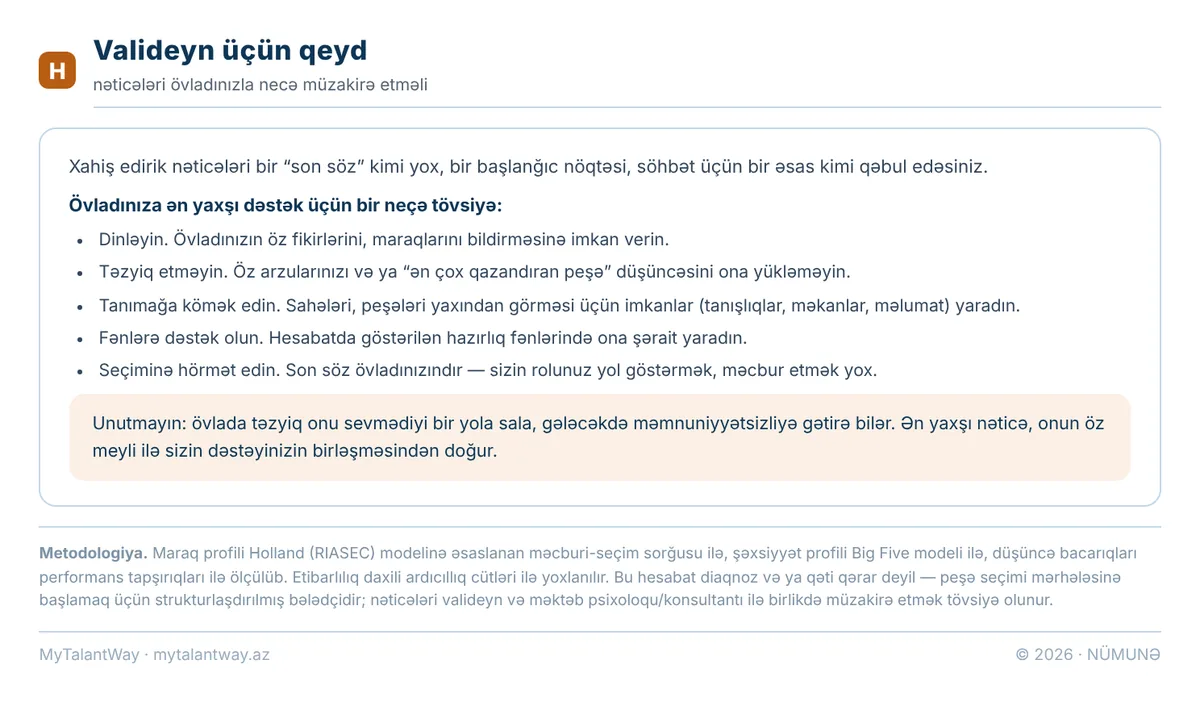 H
Valideyn üçün qeyd
nəticələri övladınızla necə müzakirə etməli
Xahiş edirik nəticələri bir “son söz” kimi yox, bir başlanğıc nöqtəsi, söhbət üçün bir əsas kimi qəbul edəsiniz.
Övladınıza ən yaxşı dəstək üçün bir neçə tövsiyə:
• Dinləyin. Övladınızın öz fikirlərini, maraqlarını bildirməsinə imkan verin.
• Təzyiq etməyin. Öz arzularınızı və ya “ən çox qazandıran peşə” düşüncəsini ona yükləməyin.
• Tanımağa kömək edin. Sahələri, peşələri yaxından görməsi üçün imkanlar (tanışlıqlar, məkanlar, məlumat) yaradın.
• Fənlərə dəstək olun. Hesabatda göstərilən hazırlıq fənlərində ona şərait yaradın.
• Seçiminə hörmət edin. Son söz övladınızındır — sizin rolunuz yol göstərmək, məcbur etmək yox.
Unutmayın: övlada təzyiq onu sevmədiyi bir yola sala, gələcəkdə məmnuniyyətsizliyə gətirə bilər. Ən yaxşı nəticə, onun öz
meyli ilə sizin dəstəyinizin birləşməsindən doğur.
Metodologiya. Maraq profili Holland (RIASEC) modelinə əsaslanan məcburi-seçim sorğusu ilə, şəxsiyyət profili Big Five modeli ilə, düşüncə bacarıqları
performans tapşırıqları ilə ölçülüb. Etibarlılıq daxili ardıcıllıq cütləri ilə yoxlanılır. Bu hesabat diaqnoz və ya qəti qərar deyil — peşə seçimi mərhələsinə
başlamaq üçün strukturlaşdırılmış bələdçidir; nəticələri valideyn və məktəb psixoloqu/konsultantı ilə birlikdə müzakirə etmək tövsiyə olunur.
MyTalantWay · mytalantway.az
© 2026 · NÜMUNƏ